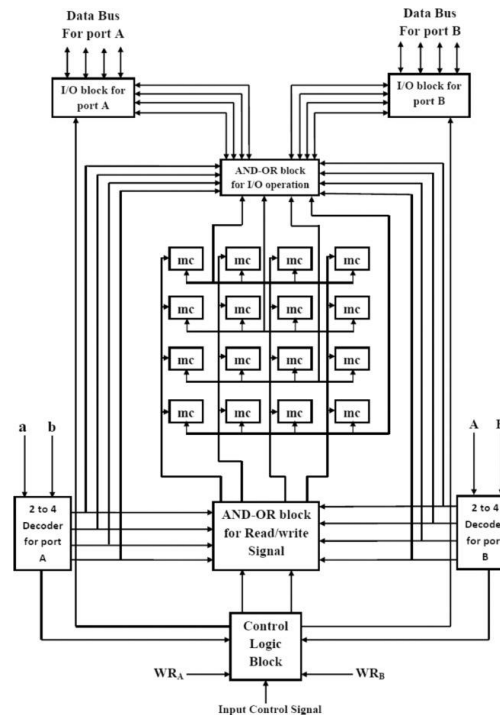 Data Bus
For port A
Data Bus
For port B
I/O block for
port A
I/O block for
port B
AND-OR block
for I/O operation
mc mc mc mc
mc mc mc mc
mc mc mc mc
mc mc mc mc
a b
A
2 to 4
Decoder
for port
A
AND-OR block
for Read/write
Signal
2 to 4
Decode
for port
B
Control
Logic
Block
WRA
WRB
Input Control Signal